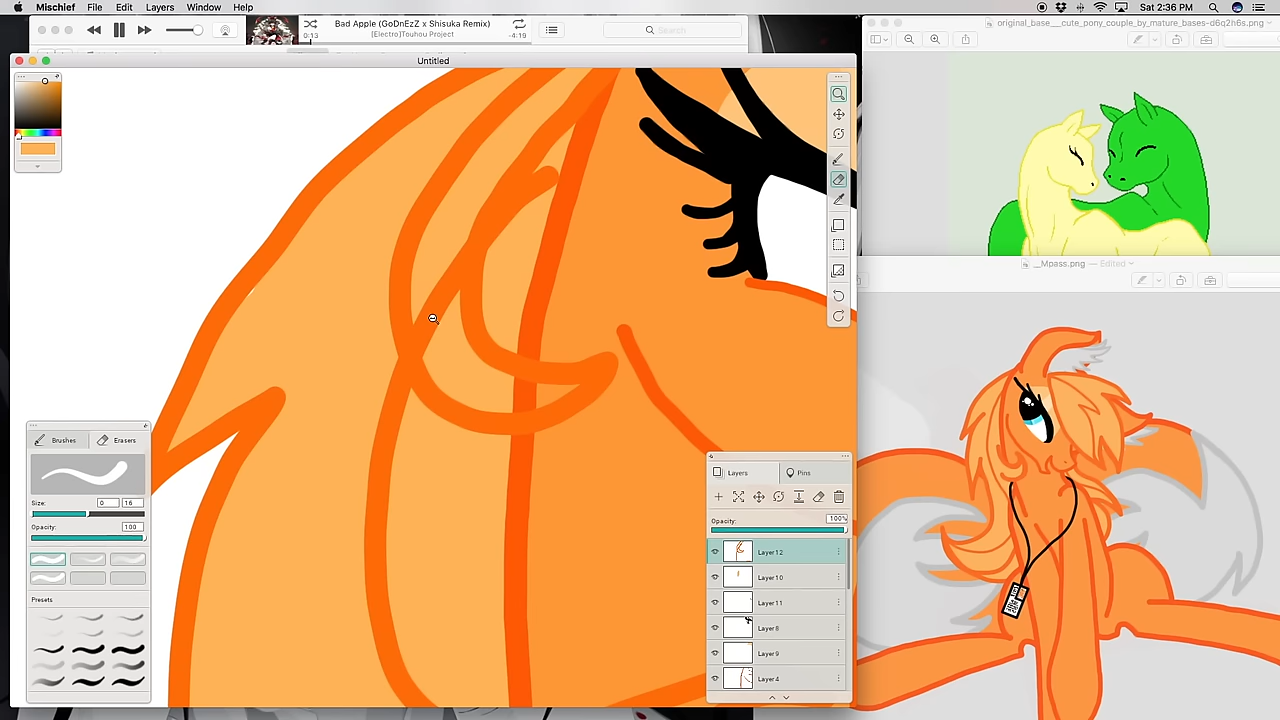 Mischief File Edit Layers Window Help Sat 2:36 PM
Bad Apple (GoDnEzZ x Shisuka Remix)
[Electro]Touhou Project
0:13 -4:19
Search
original_base__cute_pony_couple_by_mature_bases-d6q2h6s.png
Untitled
__Mpass.png — Edited
Brushes Erasers
Size: 0 16
Opacity: 100
Presets
Layers Pins
Opacity: 100%
Layer 12
Layer 10
Layer 11
Layer 8
Layer 9
Layer 4